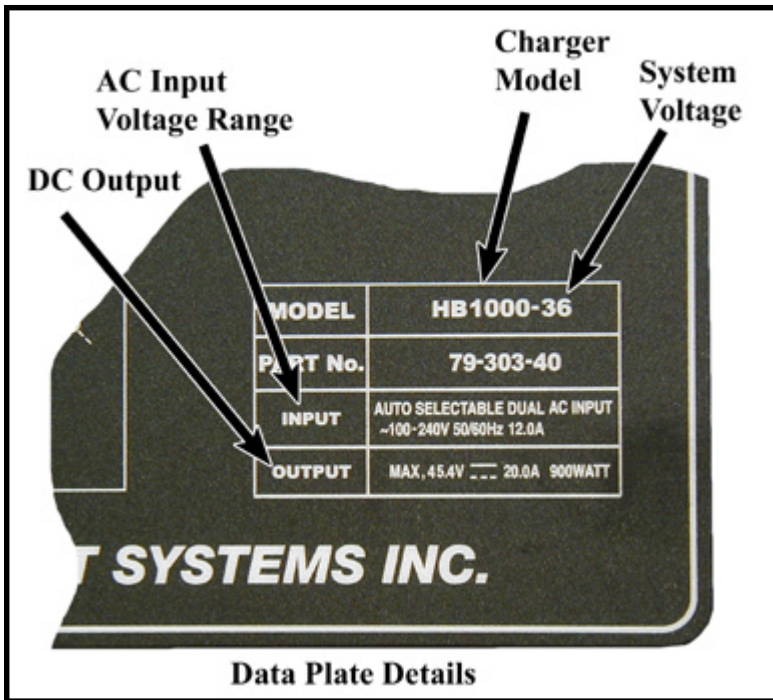 Charger
Model
System
Voltage
AC Input
Voltage Range
DC Output
MODEL HB1000-36
PART No. 79-303-40
INPUT AUTO SELECTABLE DUAL AC INPUT
~100-240V 50/60Hz 12.0A
OUTPUT MAX, 45.4V 20.0A 900WATT
T SYSTEMS INC.
Data Plate Details